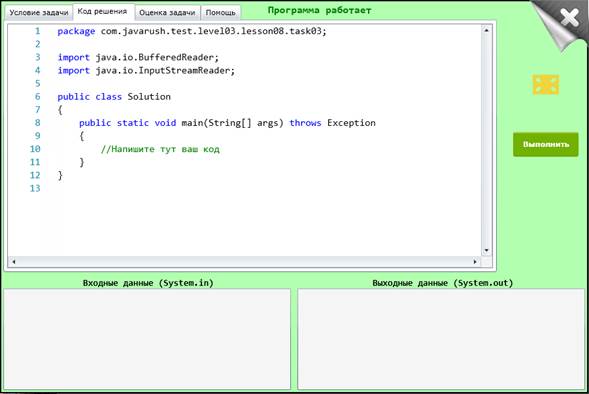 Условие задачи Код решения Оценка задачи Помощь Программа работает
1 package com.javarush.test.level03.lesson08.task03;
2
3 import java.io.BufferedReader;
4 import java.io.InputStreamReader;
5
6 public class Solution
7 {
8 public static void main(String[] args) throws Exception
9 {
10 //Напишите тут ваш код
11 }
12 }
13
Выполнить
Входные данные (System.in) Выходные данные (System.out)